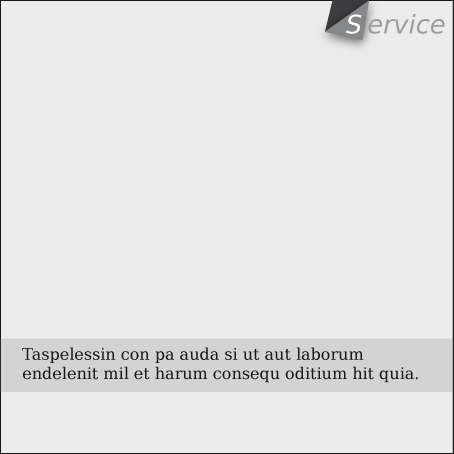 Service
Taspelessin con pa auda si ut aut laborum
endelenit mil et harum consequ oditium hit quia.